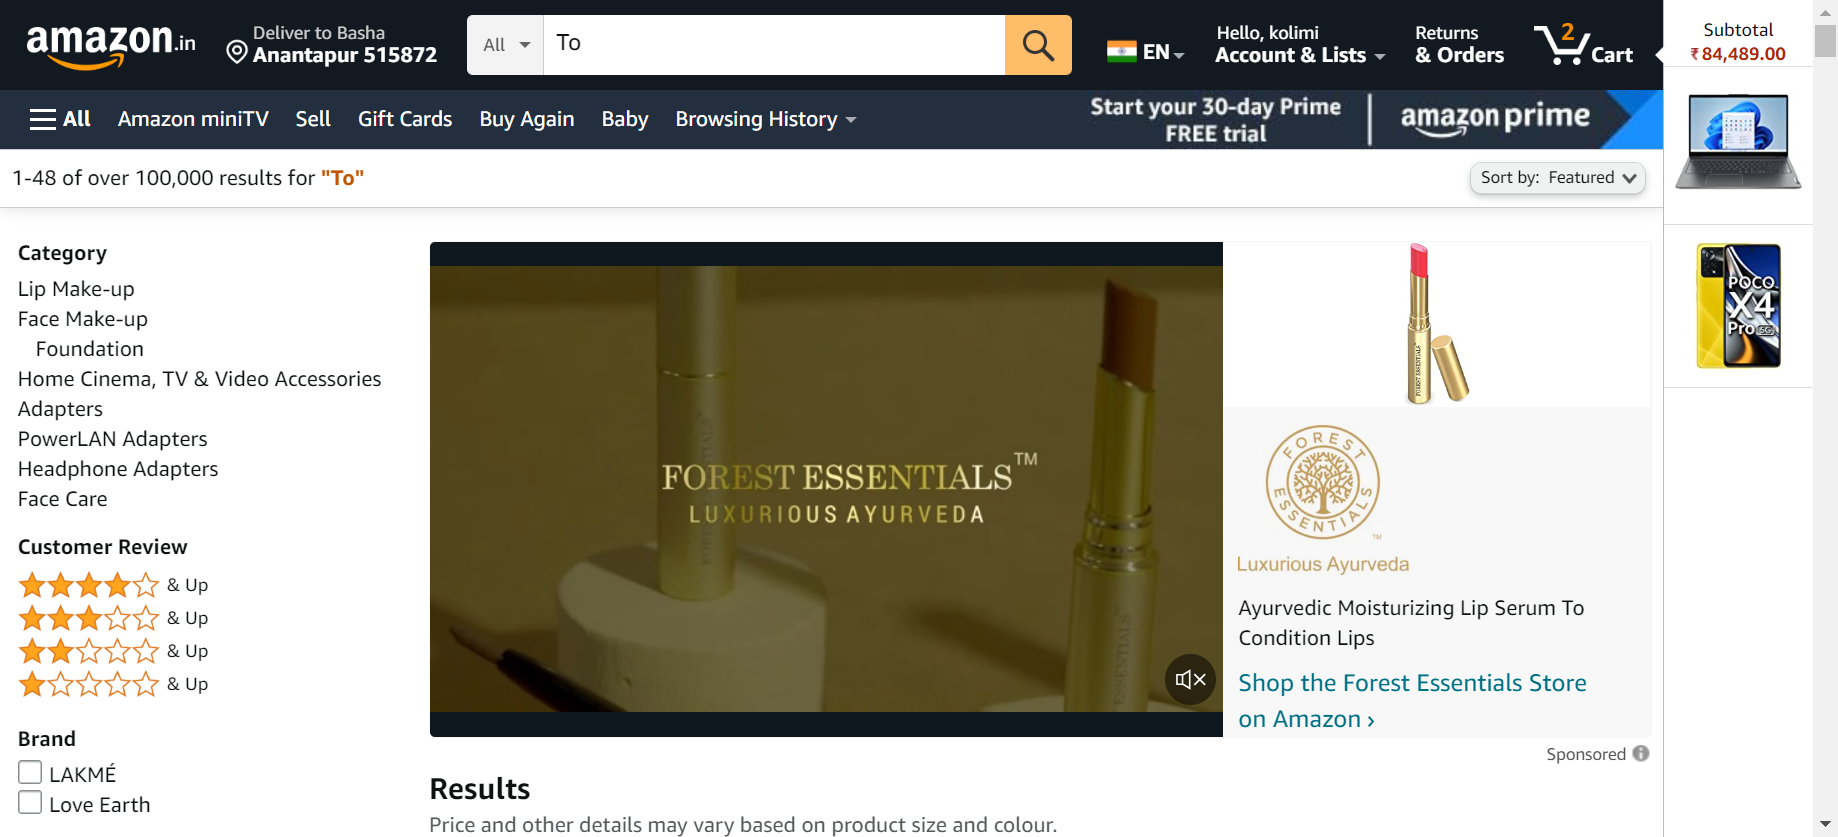 amazon.in
Deliver to Basha
Anantapur 515872
All
To
EN
Hello, kolimi
Account & Lists
Returns
& Orders
2
Cart
Subtotal
₹84,489.00
All
Amazon miniTV
Sell
Gift Cards
Buy Again
Baby
Browsing History
Start your 30-day Prime
FREE trial
amazon prime
1-48 of over 100,000 results for "To"
Sort by: Featured
Category
Lip Make-up
Face Make-up
Foundation
Home Cinema, TV & Video Accessories
Adapters
PowerLAN Adapters
Headphone Adapters
Face Care
Customer Review
& Up
& Up
& Up
& Up
Brand
LAKMÉ
Love Earth
FOREST ESSENTIALS
FOREST ESSENTIALS™
LUXURIOUS AYURVEDA
ESSENTIALS
FOREST ESSENTIALS
FOREST ESSENTIALS ™
Luxurious Ayurveda
Ayurvedic Moisturizing Lip Serum To
Condition Lips
Shop the Forest Essentials Store
on Amazon ›
Sponsored
POCO
X4
Pro 5G
Results
Price and other details may vary based on product size and colour.